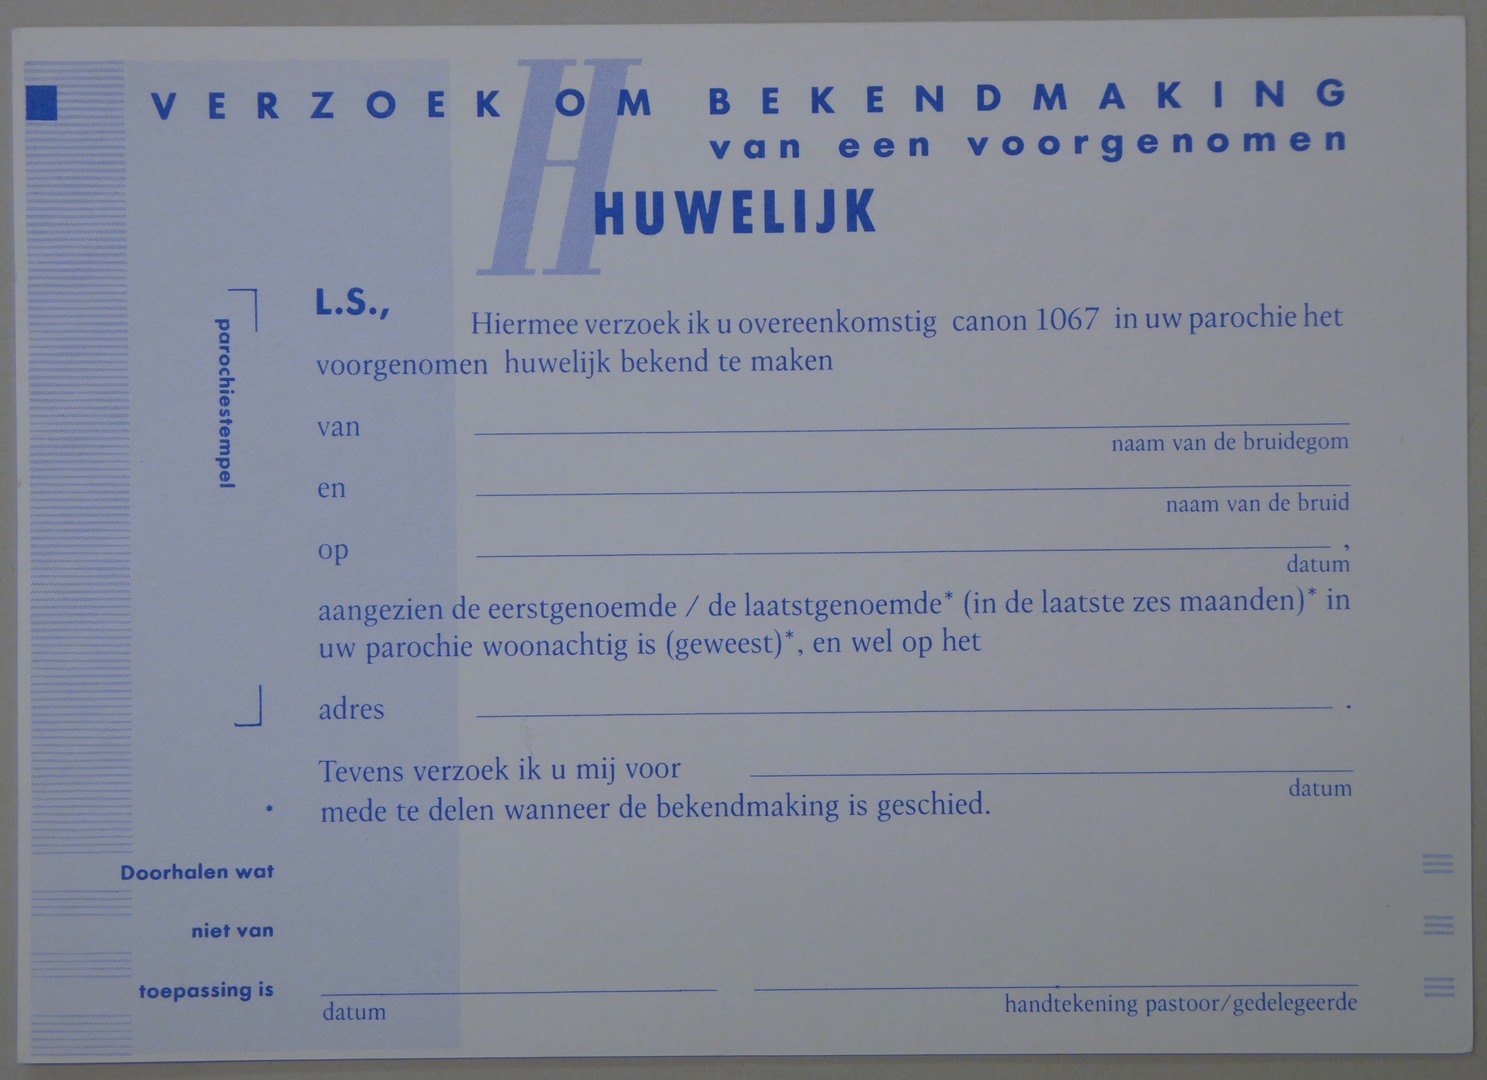 VERZOEK OM BEKENDMAKING
van een voorgenomen
H
HUWELIJK
parochiestempel
L.S.,
Hiermee verzoek ik u overeenkomstig canon 1067 in uw parochie het
voorgenomen huwelijk bekend te maken
van
naam van de bruidegom
en
naam van de bruid
op ,
datum
aangezien de eerstgenoemde / de laatstgenoemde* (in de laatste zes maanden)* in
uw parochie woonachtig is (geweest)*, en wel op het
adres .
Tevens verzoek ik u mij voor
datum
mede te delen wanneer de bekendmaking is geschied.
*
Doorhalen wat
niet van
toepassing is
datum
handtekening pastoor/gedelegeerde